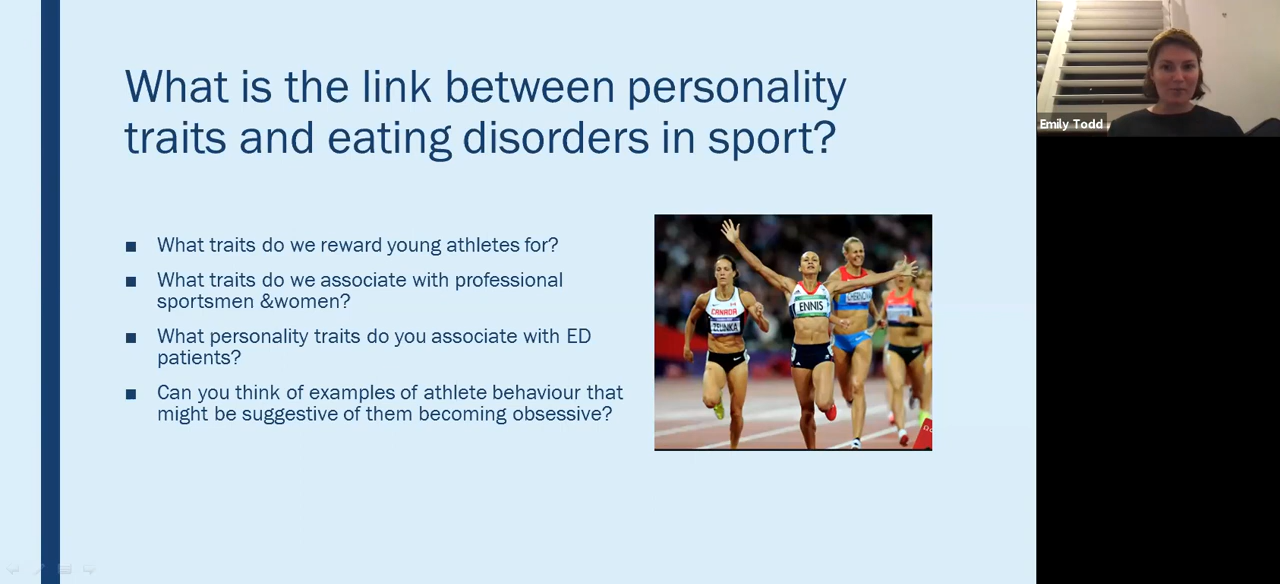 What is the link between personality
traits and eating disorders in sport?
■ What traits do we reward young athletes for?
■ What traits do we associate with professional
sportsmen &women?
■ What personality traits do you associate with ED
patients?
■ Can you think of examples of athlete behaviour that
might be suggestive of them becoming obsessive?
CANADA
ZELINKA
ENNIS
Emily Todd